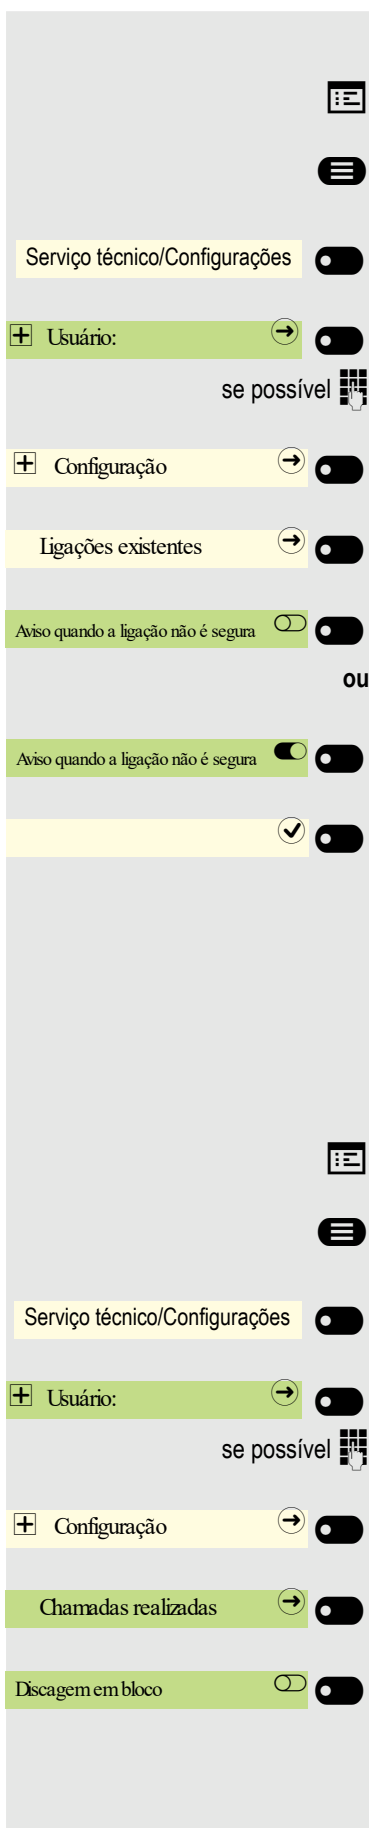 Serviço técnico/Configurações
Usuário:
se possível
Configuração
Ligações existentes
Aviso quando a ligação não é segura
ou
Aviso quando a ligação não é segura
Serviço técnico/Configurações
Usuário:
se possível
Configuração
Chamadas realizadas
Discagem em bloco